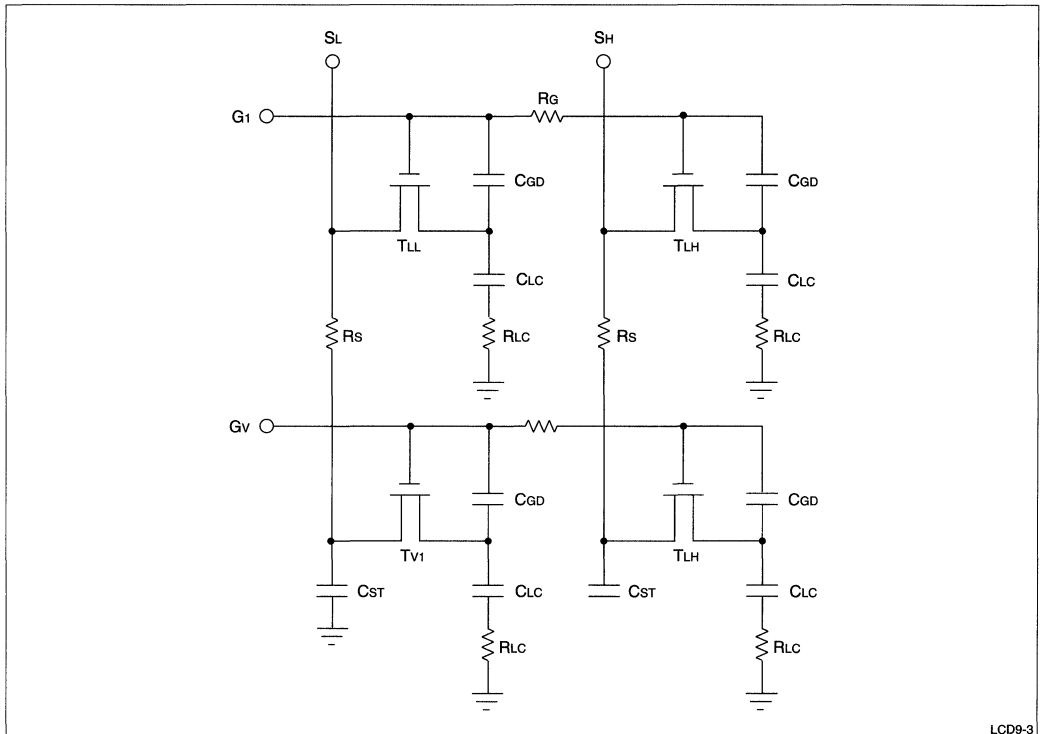 SL
SH
G1
RG
CGD
CGD
TLL
TLH
CLC
CLC
RS
RLC
RS
RLC
GV
CGD
CGD
TV1
TLH
CST
CLC
CST
CLC
RLC
RLC
LCD9-3